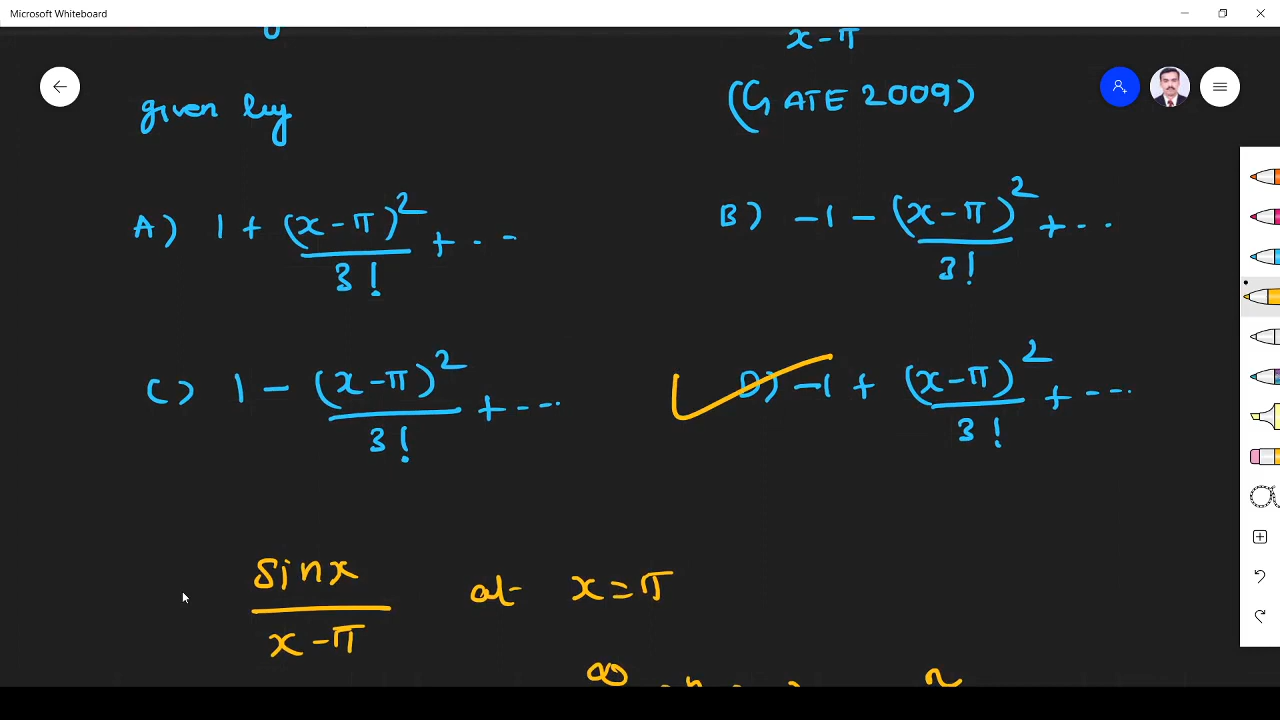 Microsoft Whiteboard
x-π
given by (GATE 2009)
A) 1 + (x-π)²/3! + ... B) -1 - (x-π)²/3! + ...
C) 1 - (x-π)²/3! + ... D) -1 + (x-π)²/3! + ...
sinx/x-π at x=π
∞